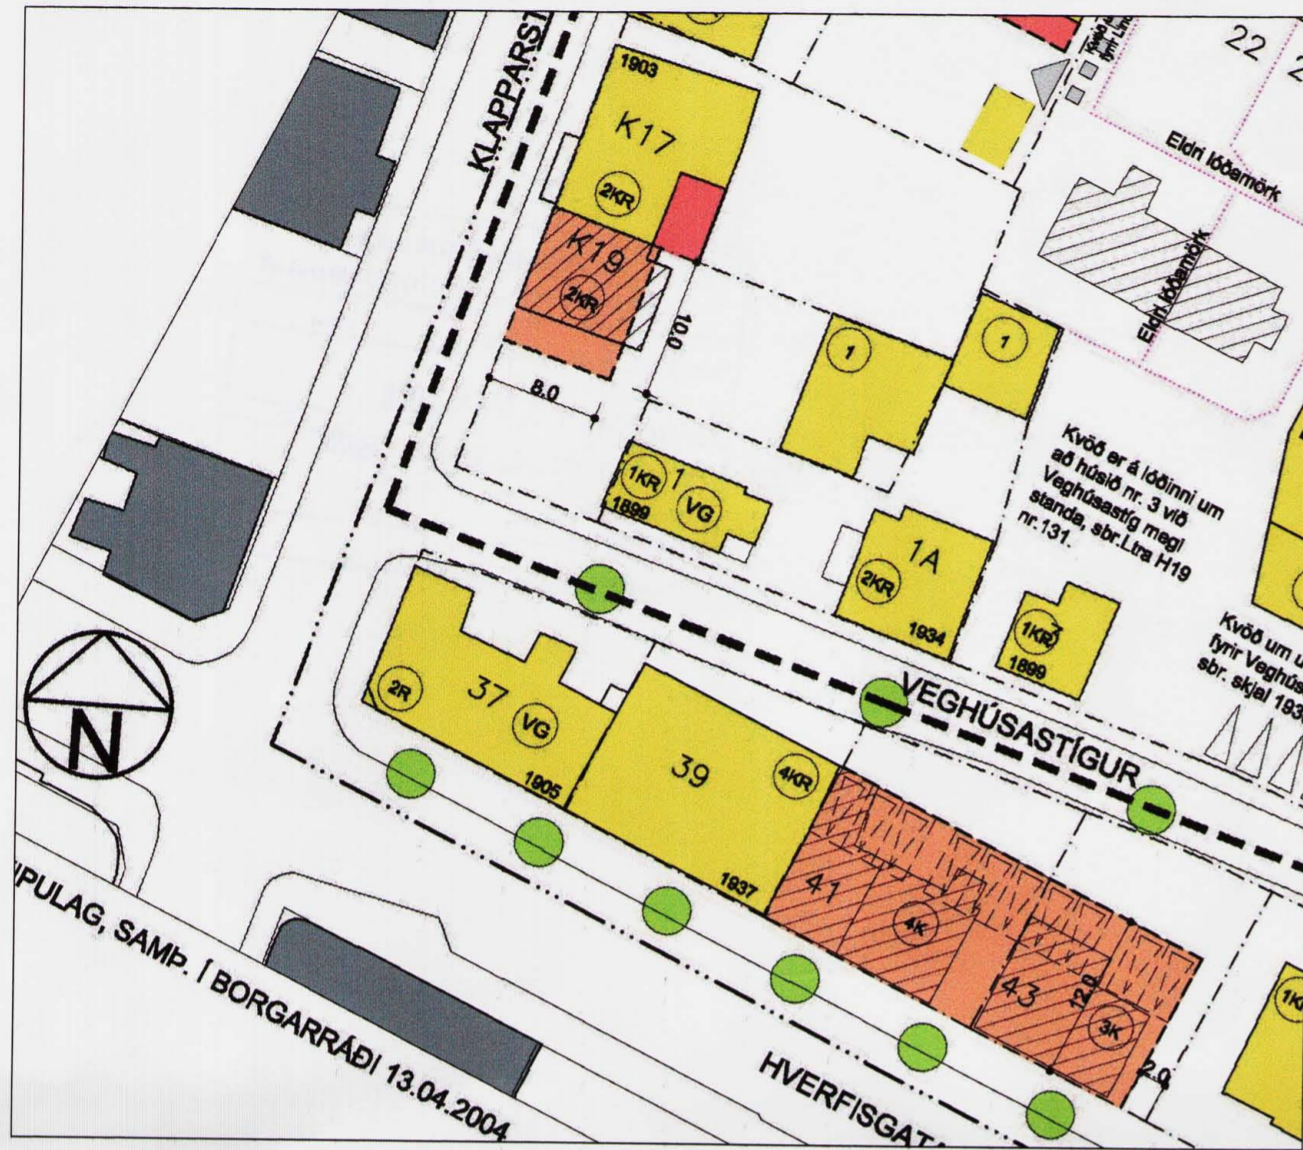 KLAPPARST
1903
K17
2KR
K19
2KR
10.0
8.0
22
Eldri lóðamörk
Eldri lóðamörk
1
1
Kvöð er á lóðinni um
að húsið nr. 3 við
Veghúsastíg megi
standa, sbr.Ltra H19
nr.131.
1KR
1
VG
1899
1A
2KR
1934
1KR
3
1899
Kvöð um u
fyrir Veghús
sbr. skjal 193
VEGHÚSASTÍGUR
N
2R
37
VG
1905
39
4KR
1937
41
4K
43
12.0
3K
2.0
IPULAG, SAMÞ. Í BORGARRÁÐI 13.04.2004
HVERFISGATA